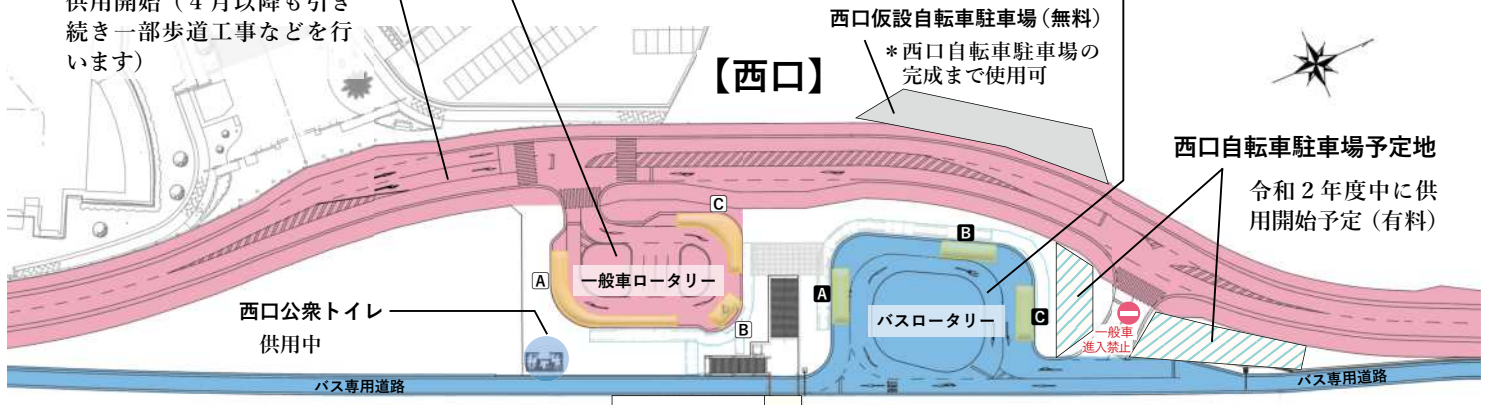 供用開始（４月以降も引き
続き一部歩道工事などを行
います）
西口仮設自転車駐車場（無料）
＊西口自転車駐車場の
完成まで使用可
【西口】
西口自転車駐車場予定地
令和２年度中に供
用開始予定（有料）
C
A
一般車ロータリー
B
B
A
バスロータリー
C
一般車
進入禁止
西口公衆トイレ
供用中
バス専用道路
バス専用道路